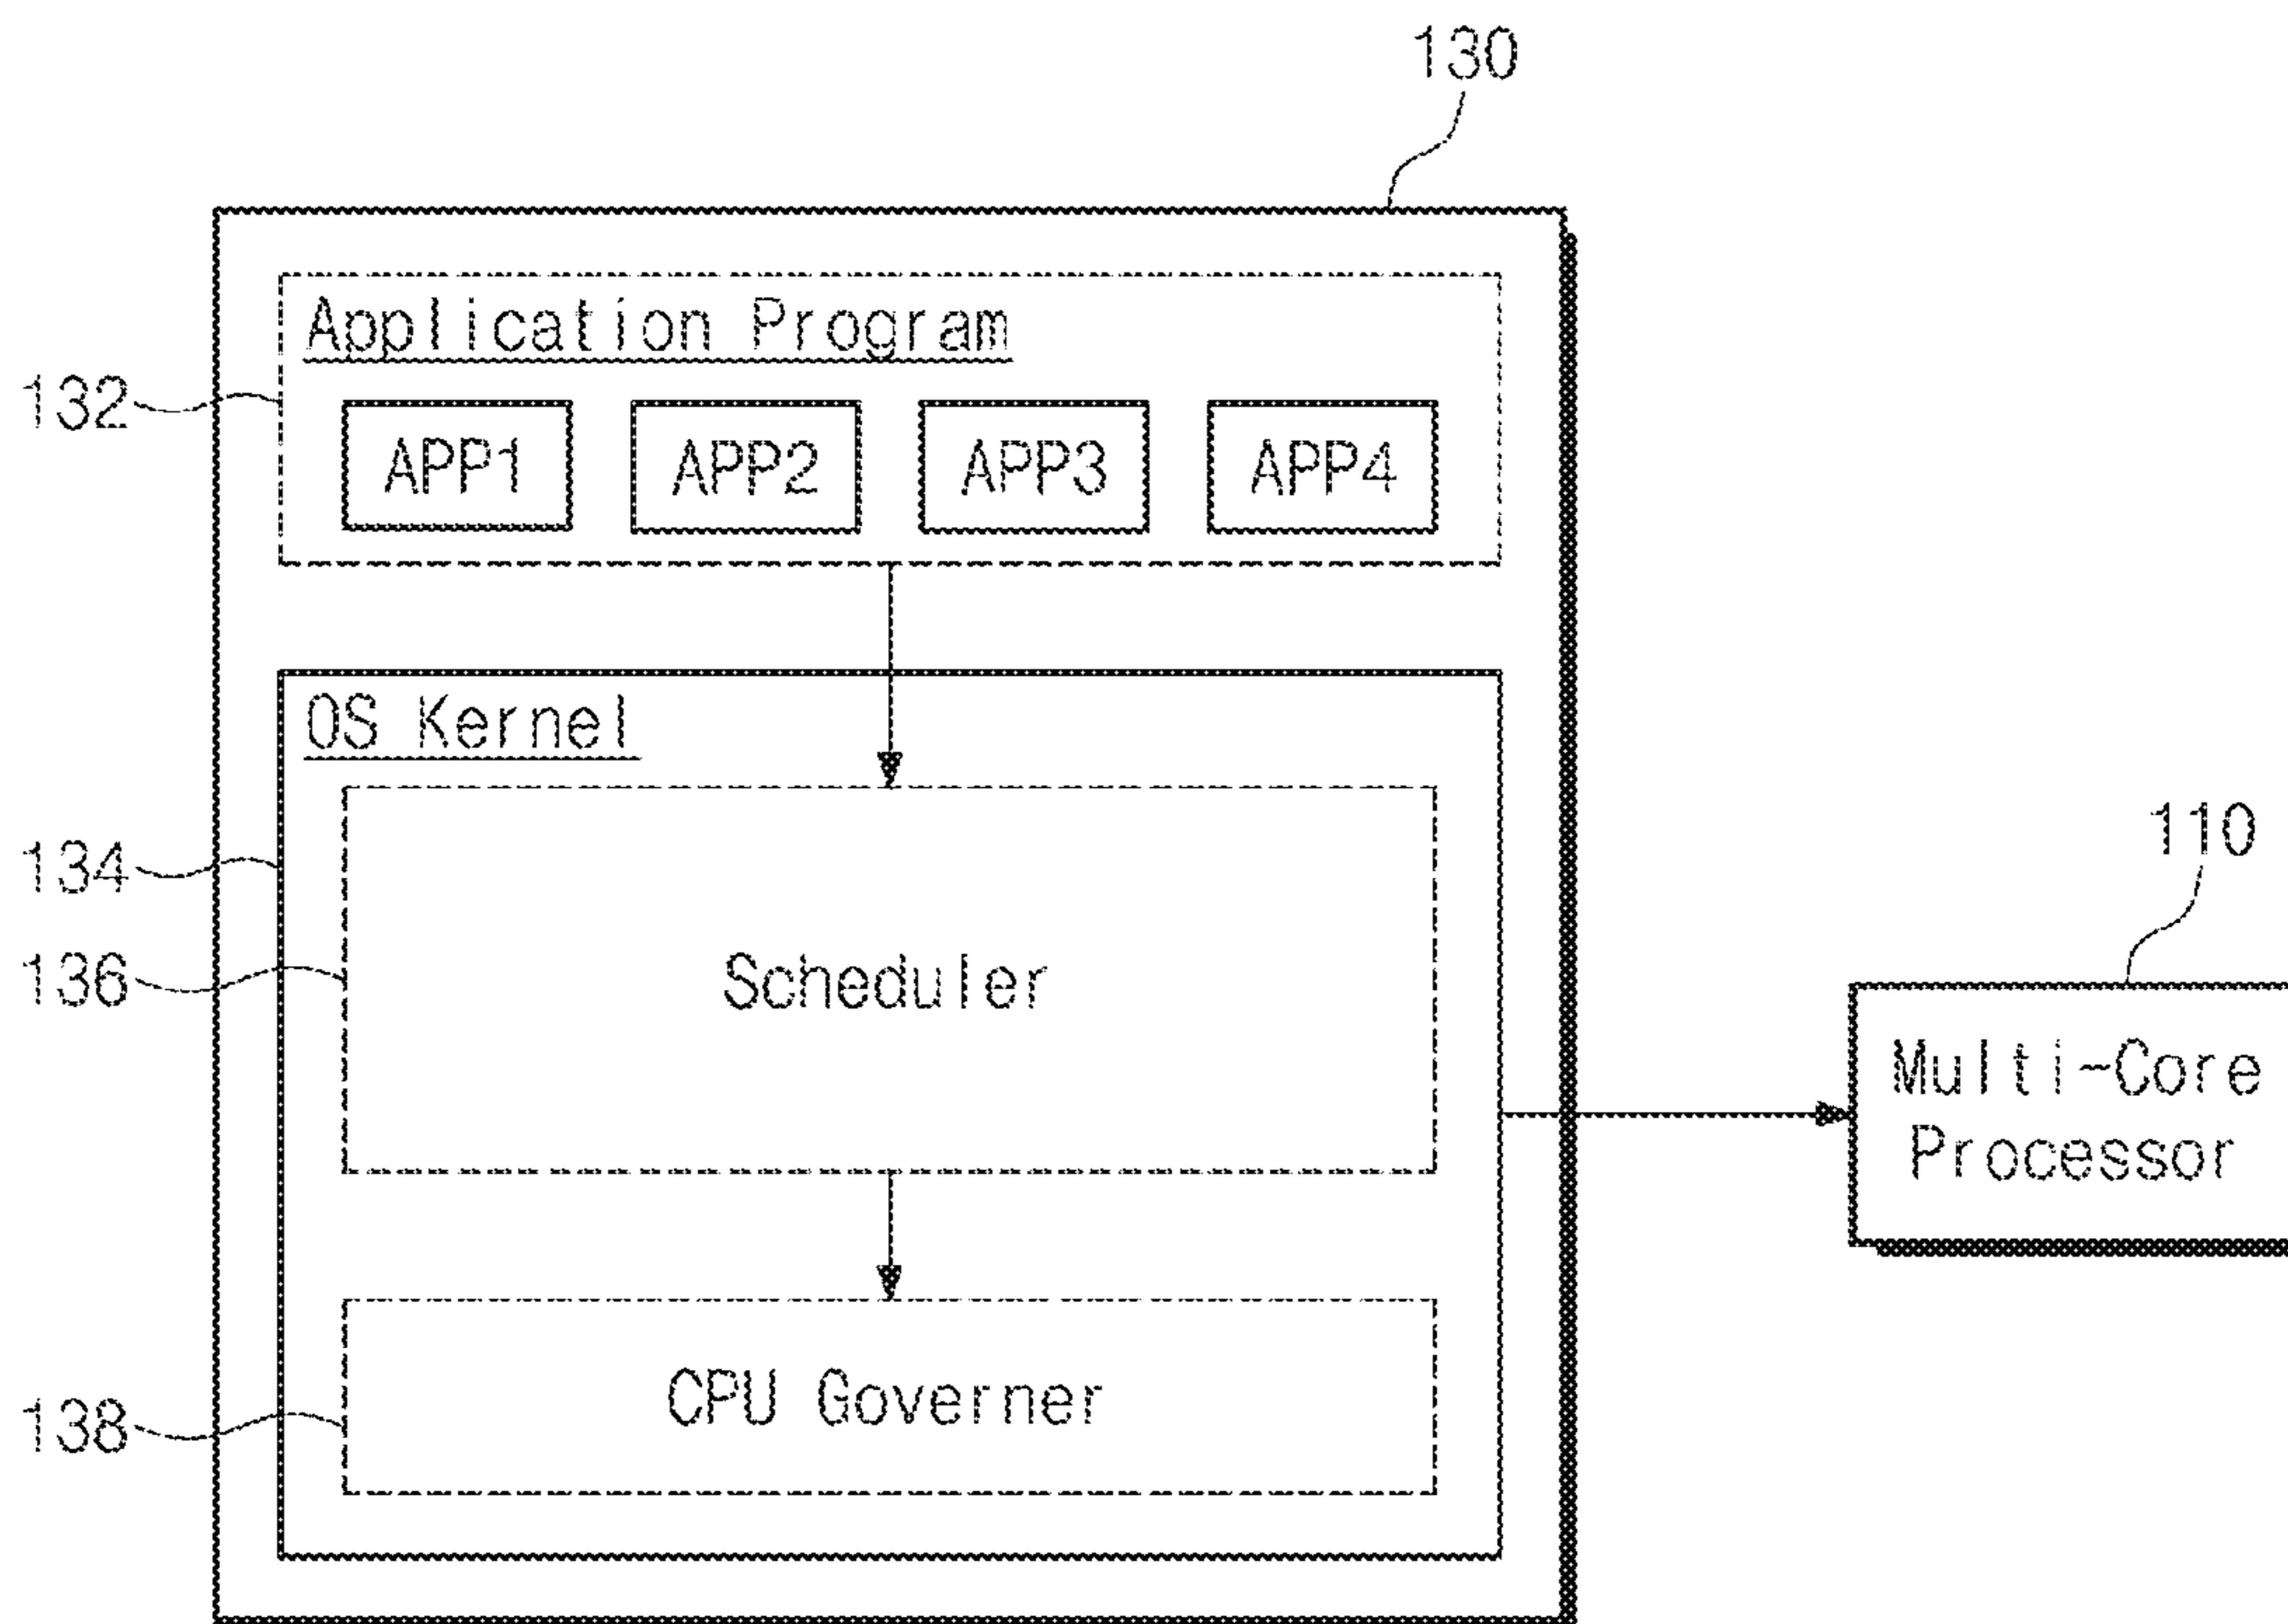 130
Application Program
132
APP1 APP2 APP3 APP4
OS Kernel
134
110
136
Scheduler
Multi-Core
Processor
138
CPU Governer